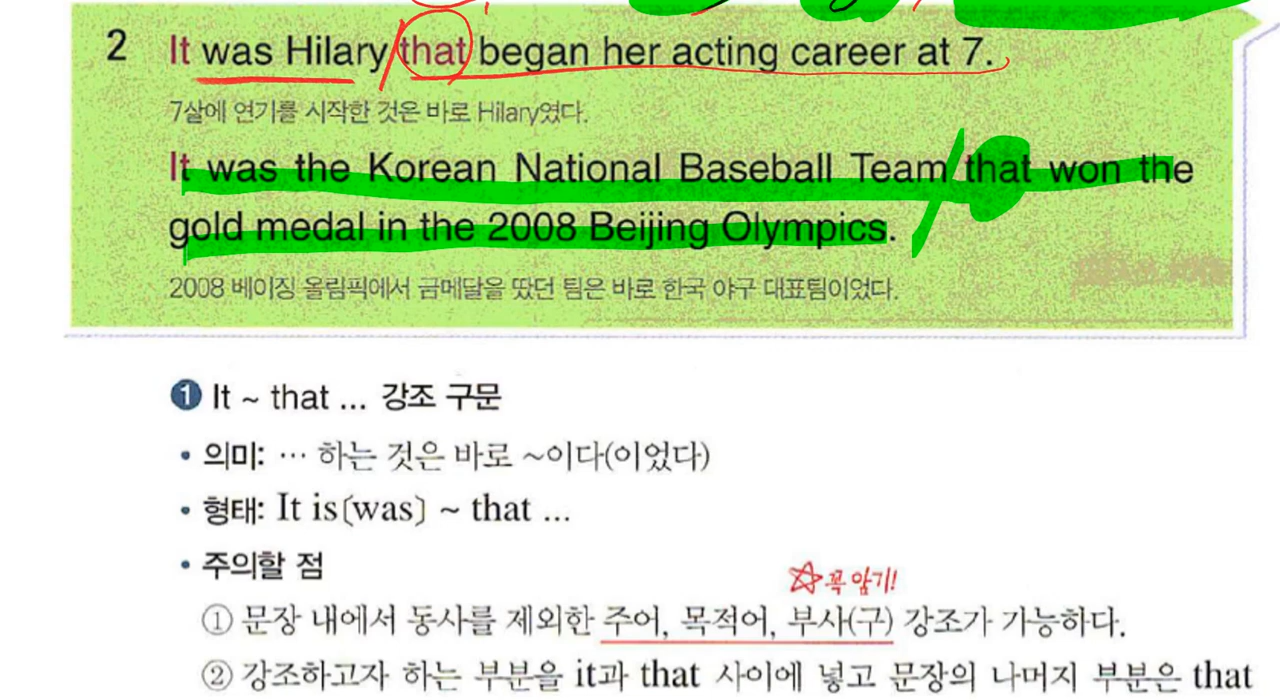 2 It was Hilary that began her acting career at 7.
7살에 연기를 시작한 것은 바로 Hilary였다.
It was the Korean National Baseball Team that won the
gold medal in the 2008 Beijing Olympics.
2008 베이징 올림픽에서 금메달을 땄던 팀은 바로 한국 야구 대표팀이었다.
1 It ~ that ... 강조 구문
• 의미: … 하는 것은 바로 ~이다(이었다)
• 형태: It is(was) ~ that ...
• 주의할 점
☆꼭 암기!
① 문장 내에서 동사를 제외한 주어, 목적어, 부사(구) 강조가 가능하다.
② 강조하고자 하는 부분을 it과 that 사이에 넣고 문장의 나머지 부분은 that